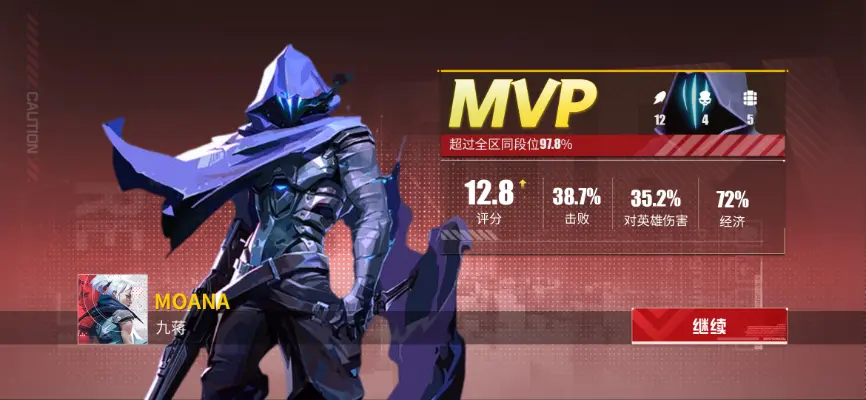 CAUTION
MVP
12 4 5
超过全区同段位97.8%
12.8 38.7% 35.2% 72%
评分 击败 对英雄伤害 经济
MOANA
九蒋
继续